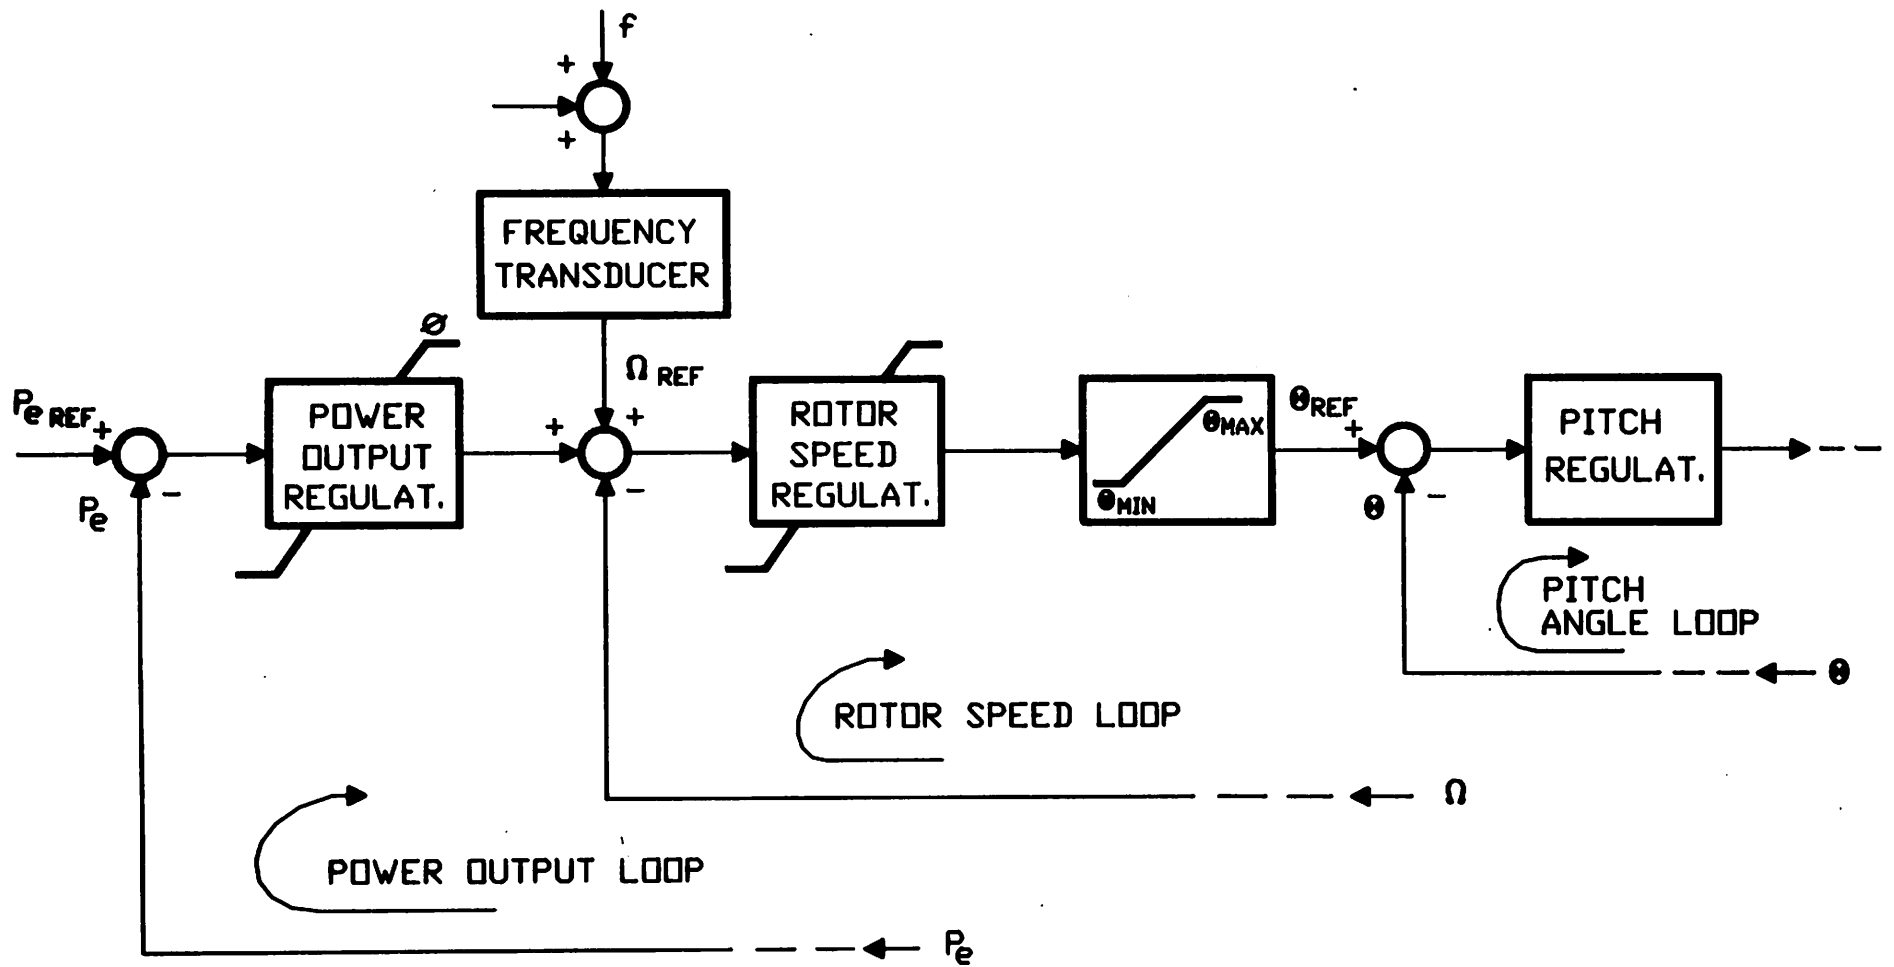 f
+
+
FREQUENCY
TRANSDUCER
Ø
Ω REF
Pe REF +
Pe
−
POWER
OUTPUT
REGULAT.
+
+
−
ROTOR
SPEED
REGULAT.
ΘMAX
ΘMIN
ΘREF
+
Θ
−
PITCH
REGULAT.
PITCH
ANGLE LOOP
Θ
ROTOR SPEED LOOP
Ω
POWER OUTPUT LOOP
Pe